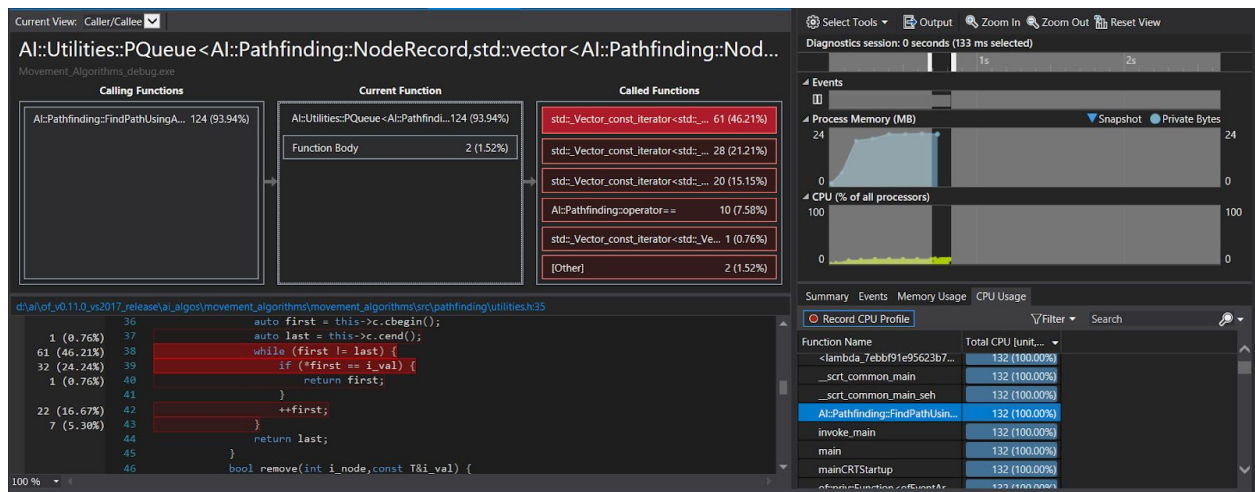 Current View: Caller/Callee
AI::Utilities::PQueue<AI::Pathfinding::NodeRecord,std::vector<AI::Pathfinding::Nod...
Movement_Algorithms_debug.exe
Calling Functions
AI::Pathfinding::FindPathUsingA... 124 (93.94%)
Current Function
AI::Utilities::PQueue<AI::Pathfindi...124 (93.94%)
Function Body 2 (1.52%)
Called Functions
std::_Vector_const_iterator<std::_... 61 (46.21%)
std::_Vector_const_iterator<std::_... 28 (21.21%)
std::_Vector_const_iterator<std::_... 20 (15.15%)
AI::Pathfinding::operator== 10 (7.58%)
std::_Vector_const_iterator<std::_Ve... 1 (0.76%)
[Other] 2 (1.52%)
d:\ai\of_v0.11.0_vs2017_release\ai_algos\movement_algorithms\movement_algorithms\src\pathfinding\utilities.h:35
36 auto first = this->c.cbegin();
1 (0.76%) 37 auto last = this->c.cend();
61 (46.21%) 38 while (first != last) {
32 (24.24%) 39 if (*first == i_val) {
1 (0.76%) 40 return first;
41 }
22 (16.67%) 42 ++first;
7 (5.30%) 43 }
44 return last;
45 }
46 bool remove(int i_node,const T&i_val) {
100 %
Select Tools Output Zoom In Zoom Out Reset View
Diagnostics session: 0 seconds (133 ms selected)
1s 2s
Events
Process Memory (MB) Snapshot Private Bytes
24 24
0 0
CPU (% of all processors)
100 100
0 0
Summary Events Memory Usage CPU Usage
Record CPU Profile Filter Search
Function Name Total CPU [unit,...
<lambda_7ebbf91e95623b7... 132 (100.00%)
__scrt_common_main 132 (100.00%)
__scrt_common_main_seh 132 (100.00%)
AI::Pathfinding::FindPathUsin... 132 (100.00%)
invoke_main 132 (100.00%)
main 132 (100.00%)
mainCRTStartup 132 (100.00%)
of::priv::Function<ofEventAr... 132 (100.00%)